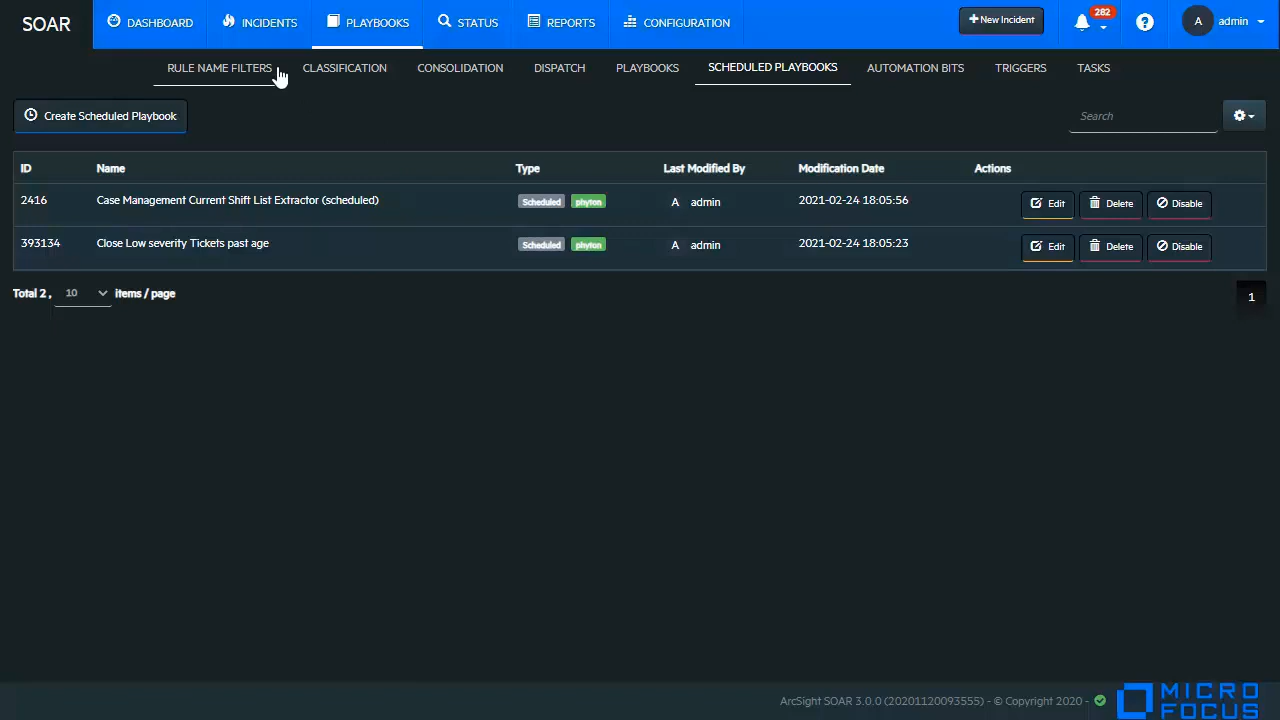 SOAR DASHBOARD INCIDENTS PLAYBOOKS STATUS REPORTS CONFIGURATION New Incident 282 A admin
RULE NAME FILTERS CLASSIFICATION CONSOLIDATION DISPATCH PLAYBOOKS SCHEDULED PLAYBOOKS AUTOMATION BITS TRIGGERS TASKS
Create Scheduled Playbook Search
ID Name Type Last Modified By Modification Date Actions
2416 Case Management Current Shift List Extractor (scheduled) Scheduled phyton A admin 2021-02-24 18:05:56 Edit Delete Disable
393134 Close Low severity Tickets past age Scheduled phyton A admin 2021-02-24 18:05:23 Edit Delete Disable
Total 2 , 10 items / page 1
ArcSight SOAR 3.0.0 (20201120093555) - © Copyright 2020 - MICRO
FOCUS